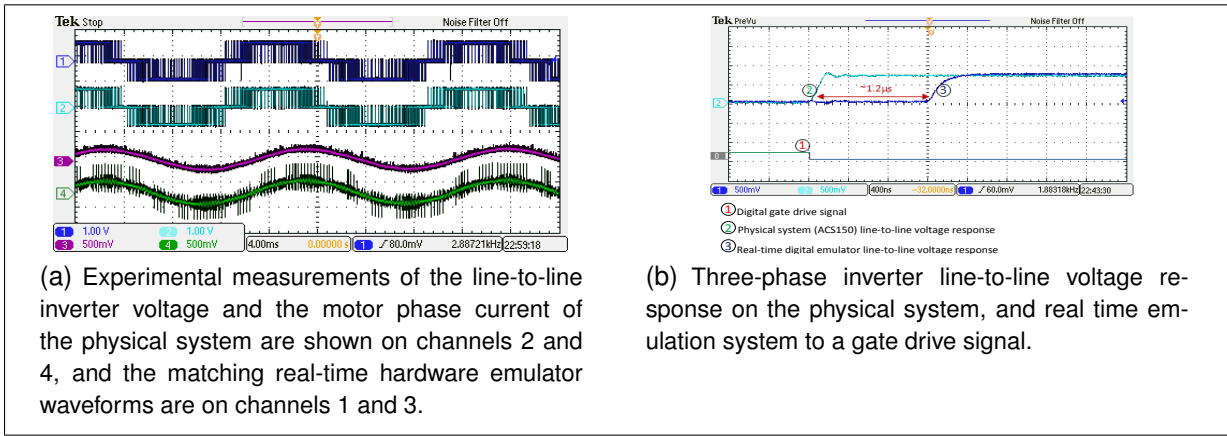 Tek Stop
Noise Filter Off
1
2
3
4
1 1.00 V 2 1.00 V
3 500mV 4 500mV
4.00ms 0.00000 s 1 / 80.0mV 2.88721kHz 22:59:18
(a) Experimental measurements of the line-to-line
inverter voltage and the motor phase current of
the physical system are shown on channels 2 and
4, and the matching real-time hardware emulator
waveforms are on channels 1 and 3.
Tek PreVu
Noise Filter Off
2
2
~1.2µs
3
1
0
1 500mV 2 500mV 400ns -32.0000ns 1 / 60.0mV 1.88318kHz 22:43:30
1 Digital gate drive signal
2 Physical system (ACS150) line-to-line voltage response
3 Real-time digital emulator line-to-line voltage response
(b) Three-phase inverter line-to-line voltage re-
sponse on the physical system, and real time em-
ulation system to a gate drive signal.